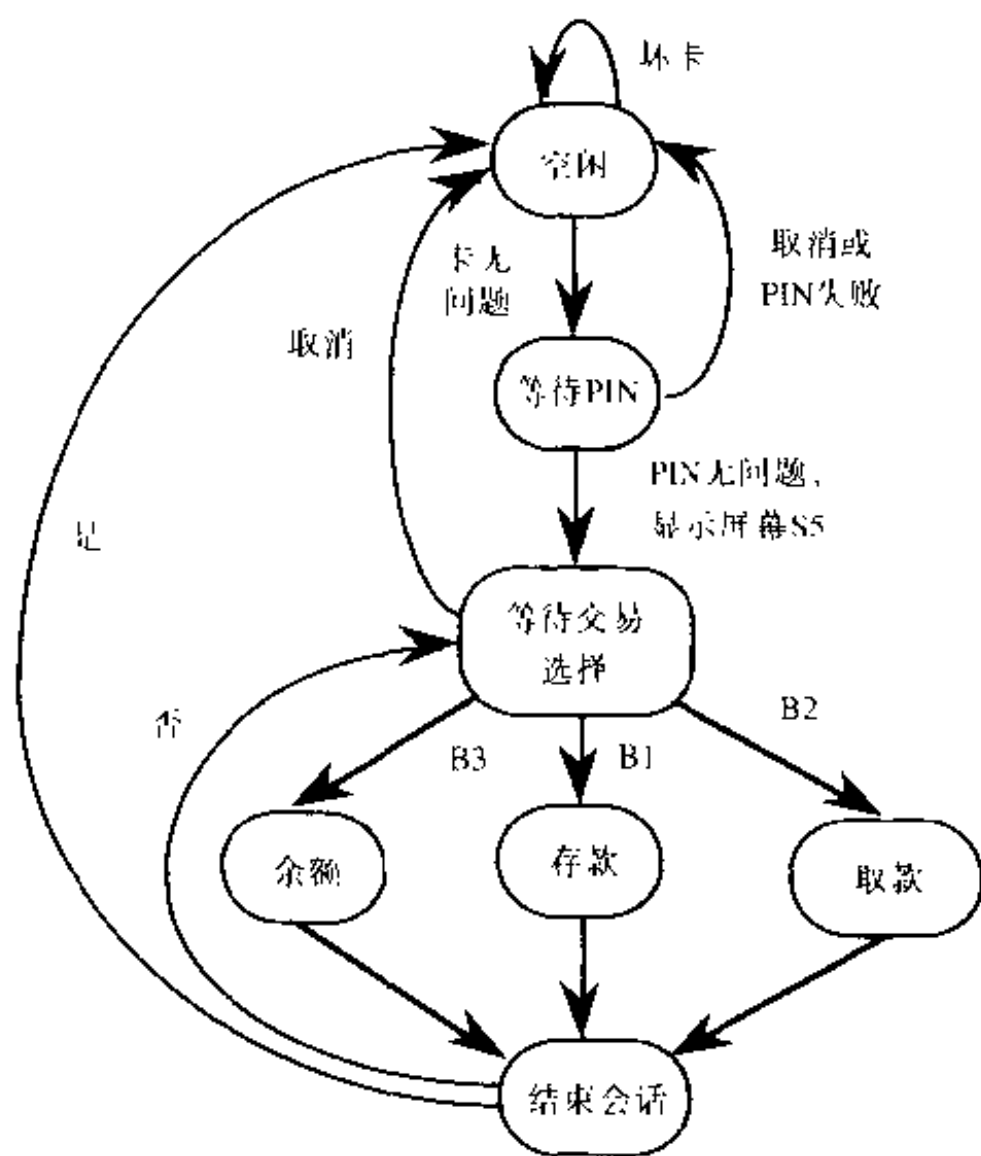 坏卡
空闲
卡无
问题
取消或
PIN失败
取消
等待PIN
PIN无问题,
显示屏幕S5
是
等待交易
选择
否
B3
B1
B2
余额
存款
取款
结束会话